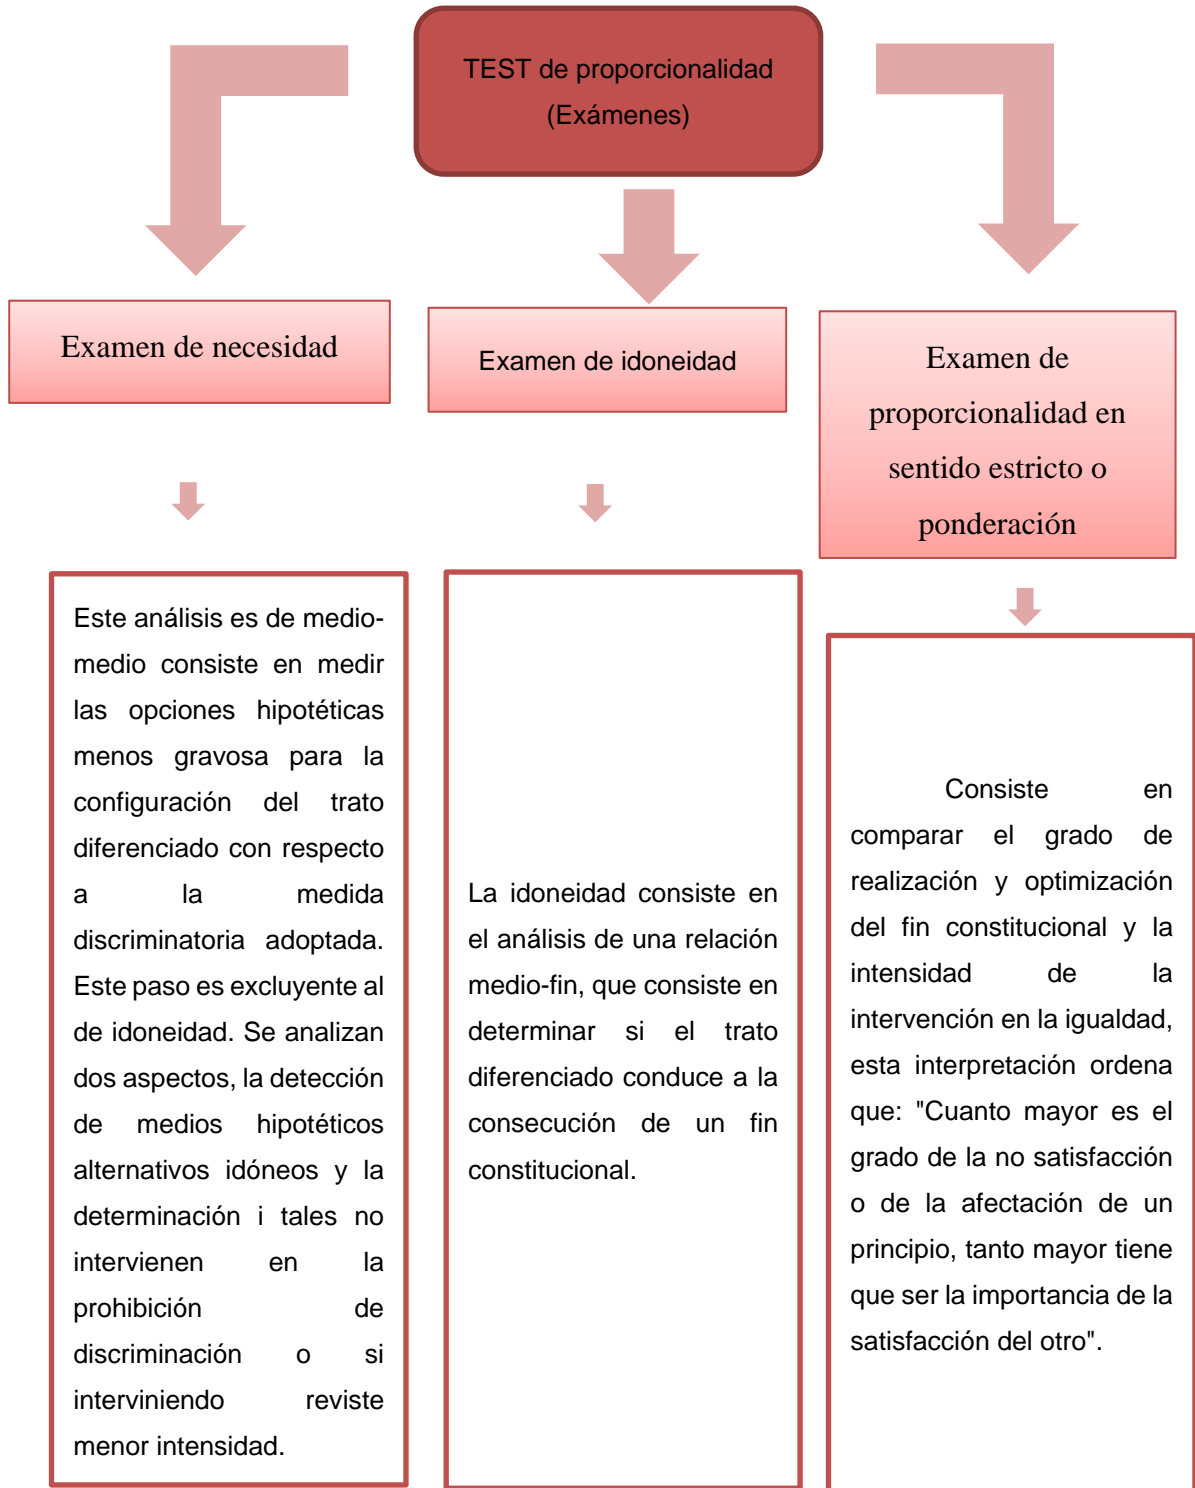 TEST de proporcionalidad
(Exámenes)
Examen de necesidad
Este análisis es de medio-
medio consiste en medir
las opciones hipotéticas
menos gravosa para la
configuración del trato
diferenciado con respecto
a la medida
discriminatoria adoptada.
Este paso es excluyente al
de idoneidad. Se analizan
dos aspectos, la detección
de medios hipotéticos
alternativos idóneos y la
determinación i tales no
intervienen en la
prohibición de
discriminación o si
interviniendo reviste
menor intensidad.
Examen de idoneidad
La idoneidad consiste en
el análisis de una relación
medio-fin, que consiste en
determinar si el trato
diferenciado conduce a la
consecución de un fin
constitucional.
Examen de
proporcionalidad en
sentido estricto o
ponderación
Consiste en
comparar el grado de
realización y optimización
del fin constitucional y la
intensidad de la
intervención en la igualdad,
esta interpretación ordena
que: "Cuanto mayor es el
grado de la no satisfacción
o de la afectación de un
principio, tanto mayor tiene
que ser la importancia de la
satisfacción del otro".